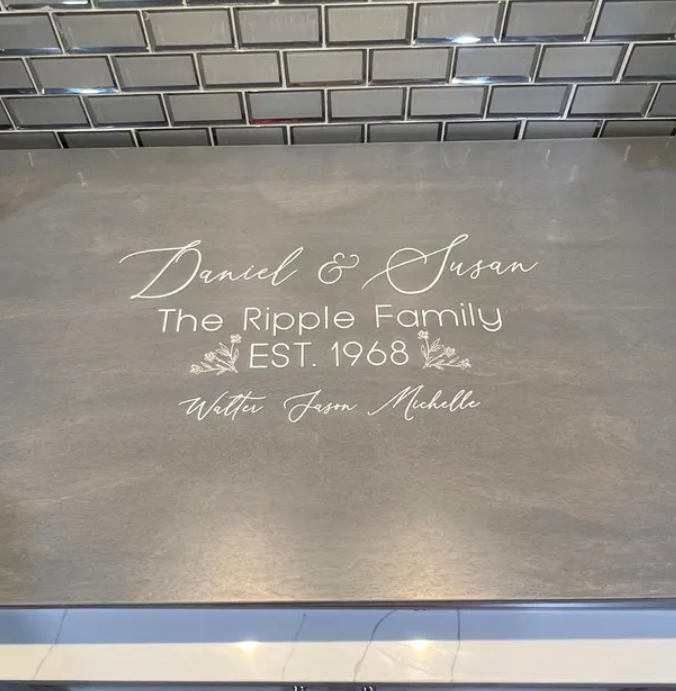 Daniel & Susan
The Ripple Family
EST. 1968
Walter Jason Michelle